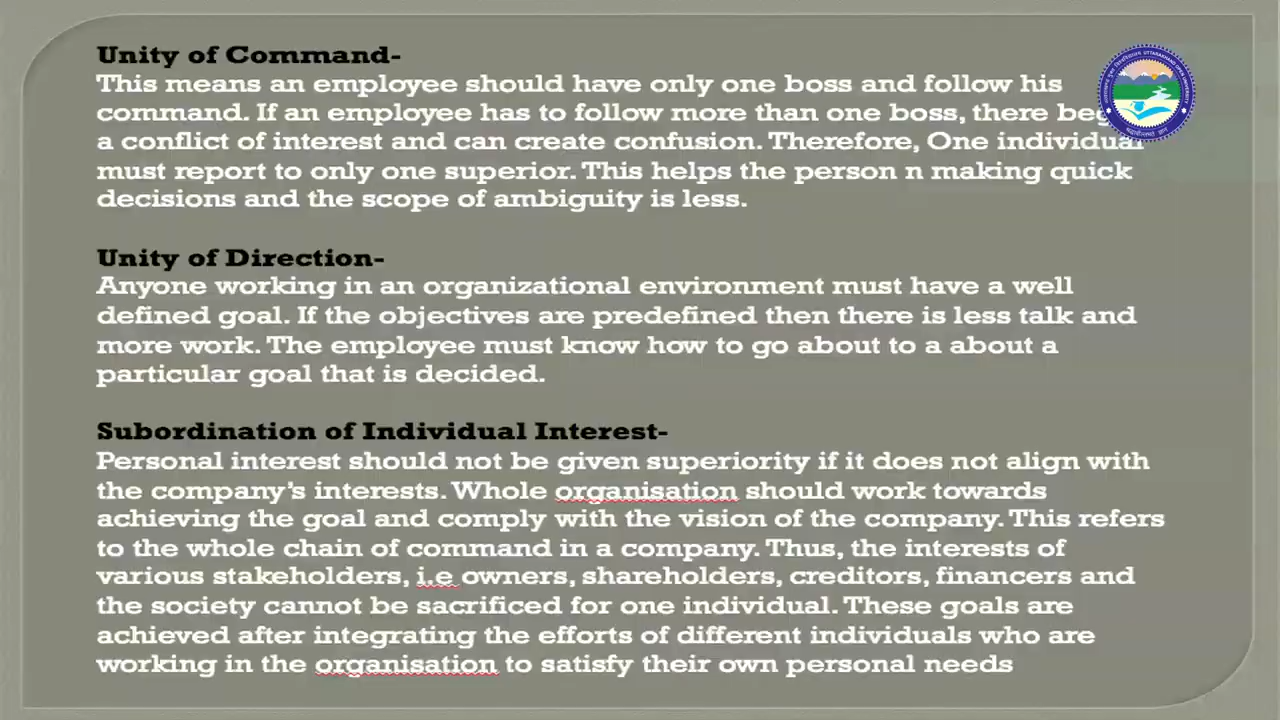 Unity of Command-
This means an employee should have only one boss and follow his
command. If an employee has to follow more than one boss, there
a conflict of interest and can create confusion. Therefore, One individual
must report to only one superior. This helps the person n making quick
decisions and the scope of ambiguity is less.
Unity of Direction-
Anyone working in an organizational environment must have a well
defined goal. If the objectives are predefined then there is less talk and
more work. The employee must know how to go about to a about a
particular goal that is decided.
Subordination of Individual Interest-
Personal interest should not be given superiority if it does not align with
the company's interests. Whole organisation should work towards
achieving the goal and comply with the vision of the company. This refers
to the whole chain of command in a company. Thus, the interests of
various stakeholders, i.e owners, shareholders, creditors, financers and
the society cannot be sacrificed for one individual. These goals are
achieved after integrating the efforts of different individuals who are
working in the organisation to satisfy their own personal needs